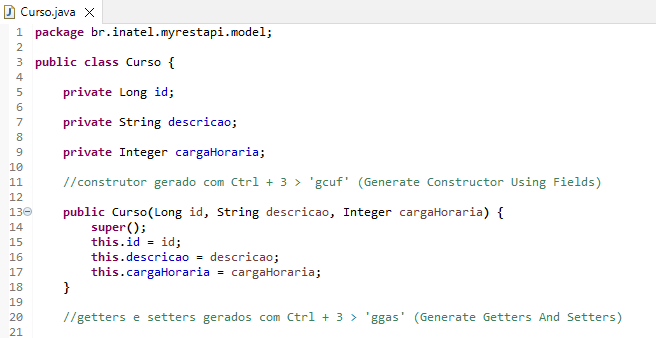 Curso.java
1 package br.inatel.myrestapi.model;
2
3 public class Curso {
4
5 private Long id;
6
7 private String descricao;
8
9 private Integer cargaHoraria;
10
11 //construtor gerado com Ctrl + 3 > 'gcuf' (Generate Constructor Using Fields)
12
13 public Curso(Long id, String descricao, Integer cargaHoraria) {
14 super();
15 this.id = id;
16 this.descricao = descricao;
17 this.cargaHoraria = cargaHoraria;
18 }
19
20 //getters e setters gerados com Ctrl + 3 > 'ggas' (Generate Getters And Setters)
21